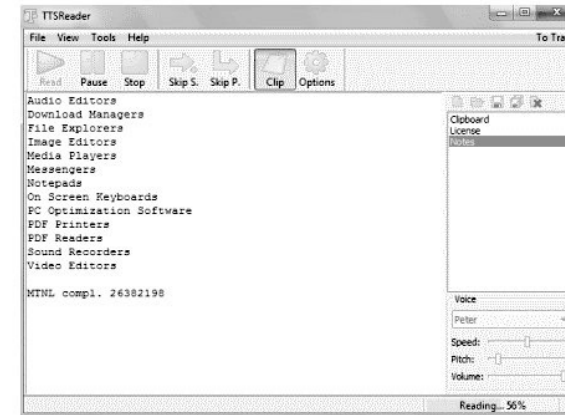 TTSReader
File View Tools Help To Tra
Read Pause Stop Skip S. Skip P. Clip Options
Audio Editors
Download Managers
File Explorers
Image Editors
Media Players
Messengers
Notepads
On Screen Keyboards
PC Optimization Software
PDF Printers
PDF Readers
Sound Recorders
Video Editors
MTNL compl. 26382198
Clipboard
License
Notes
Voice
Peter
Speed:
Pitch:
Volume:
Reading... 56%